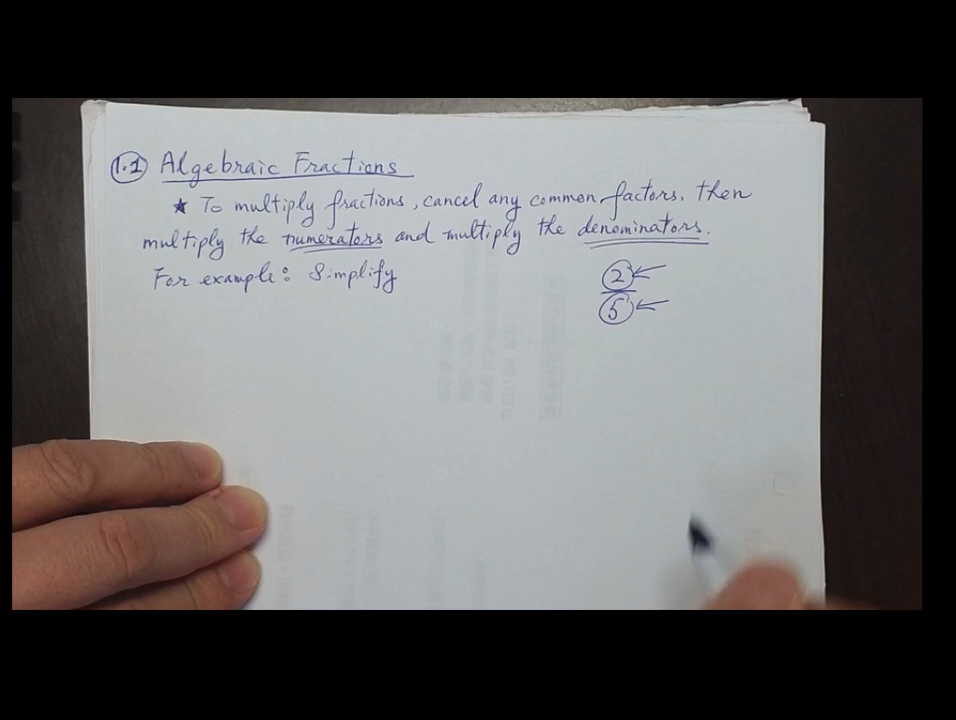 1.1 Algebraic Fractions
★ To multiply fractions, cancel any common factors. then
multiply the numerators and multiply the denominators.
For example: Simplify
2
5